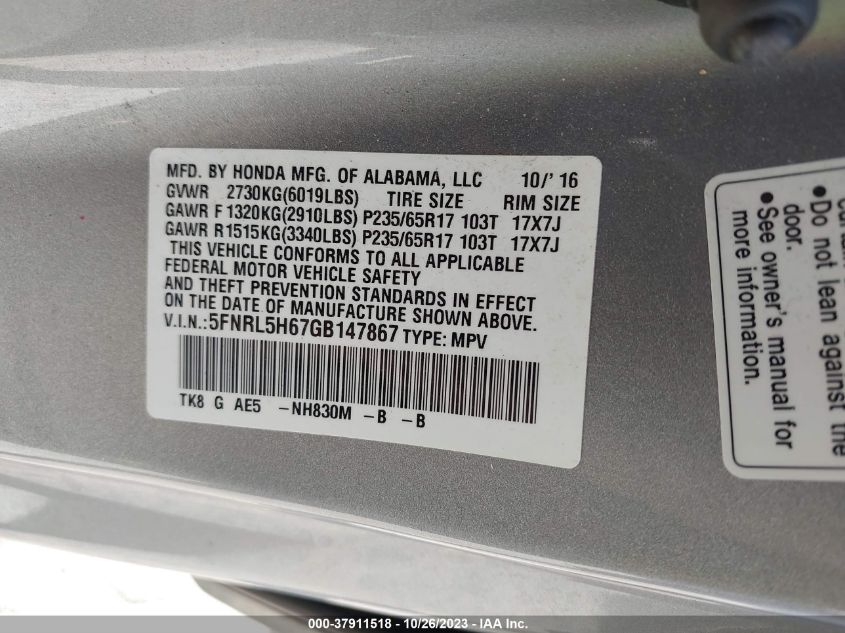 MFD. BY HONDA MFG. OF ALABAMA, LLC 10/' 16
GVWR 2730KG(6019LBS) TIRE SIZE RIM SIZE
GAWR F 1320KG(2910LBS) P235/65R17 103T 17X7J
GAWR R1515KG(3340LBS) P235/65R17 103T 17X7J
THIS VEHICLE CONFORMS TO ALL APPLICABLE
FEDERAL MOTOR VEHICLE SAFETY
AND THEFT PREVENTION STANDARDS IN EFFECT
ON THE DATE OF MANUFACTURE SHOWN ABOVE.
V.I.N.:5FNRL5H67GB147867 TYPE: MPV
TK8 G AE5 -NH830M -B -B
●Do not lean against the
door.
●See owner's manual for
more information.
000-37911518 - 10/26/2023 - IAA Inc.